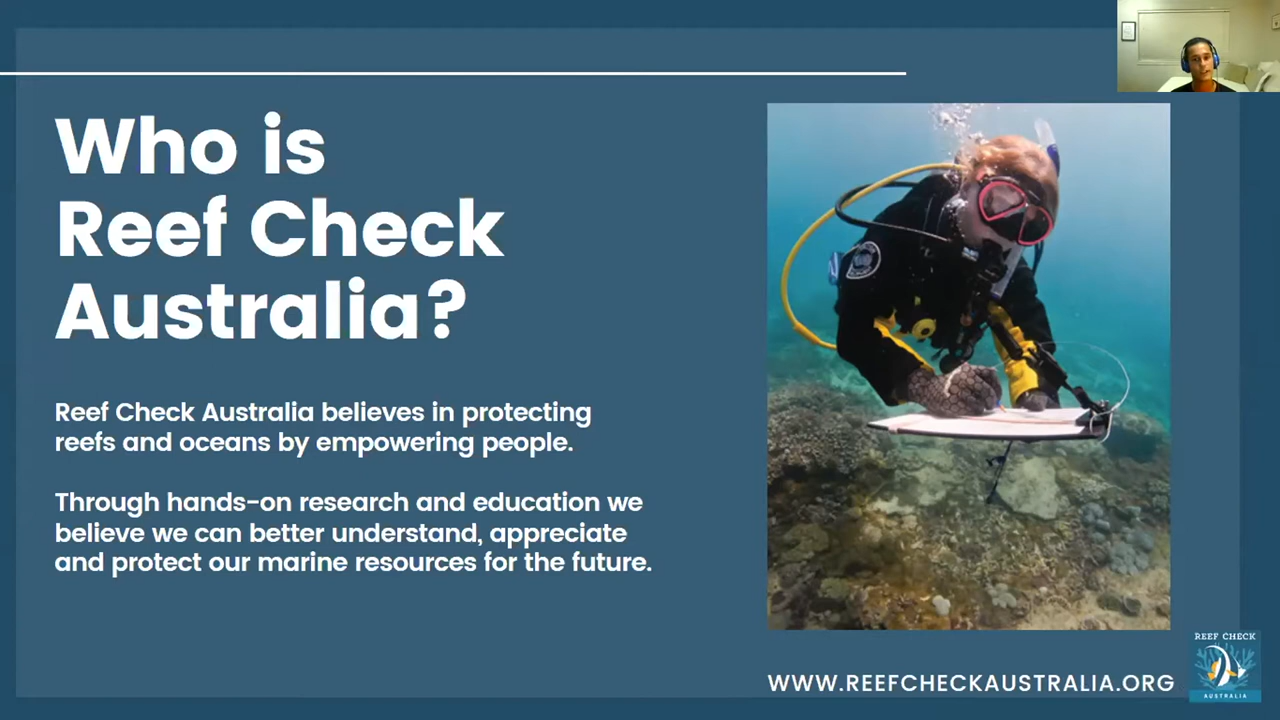 Who is
Reef Check
Australia?
Reef Check Australia believes in protecting
reefs and oceans by empowering people.
Through hands-on research and education we
believe we can better understand, appreciate
and protect our marine resources for the future.
WWW.REEFCHECKAUSTRALIA.ORG
REEF CHECK
AUSTRALIA